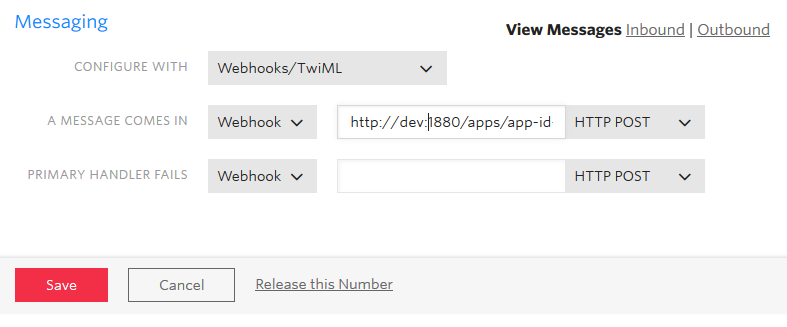 Messaging
View Messages Inbound | Outbound
CONFIGURE WITH Webhooks/TwiML
A MESSAGE COMES IN Webhook http://dev:1880/apps/app-id- HTTP POST
PRIMARY HANDLER FAILS Webhook HTTP POST
Save Cancel Release this Number